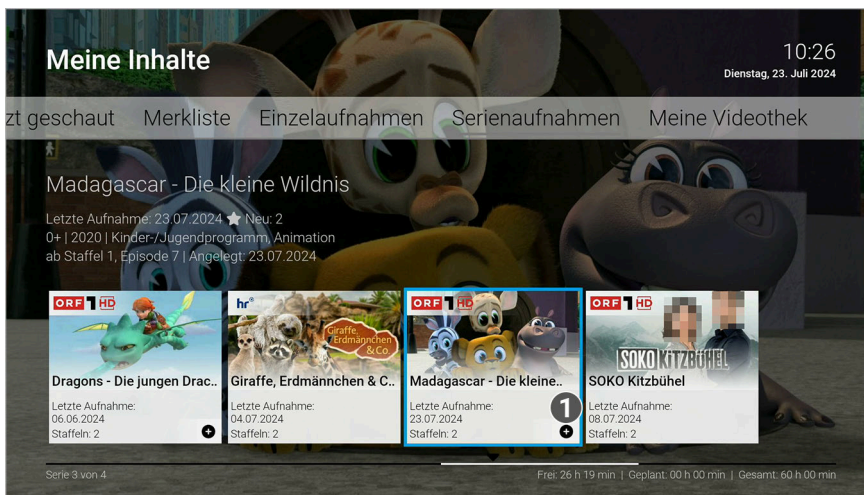 Meine Inhalte
10:26
Dienstag, 23. Juli 2024
zt geschaut Merkliste Einzelaufnahmen Serienaufnahmen Meine Videothek
Madagascar - Die kleine Wildnis
Letzte Aufnahme: 23.07.2024 ★ Neu: 2
0+ | 2020 | Kinder-/Jugendprogramm, Animation
ab Staffel 1, Episode 7 | Angelegt: 23.07.2024
ORF 1 HD
Dragons - Die jungen Drac..
Letzte Aufnahme:
06.06.2024
Staffeln: 2
hr
Giraffe,
Erdmännchen
& Co.
Giraffe, Erdmännchen & C..
Letzte Aufnahme:
04.07.2024
Staffeln: 2
ORF 1 HD
Madagascar - Die kleine..
Letzte Aufnahme:
23.07.2024
Staffeln: 2
1
ORF 1 HD
SOKO KITZBÜHEL
SOKO Kitzbühel
Letzte Aufnahme:
08.07.2024
Staffeln: 2
Serie 3 von 4
Frei: 26 h 19 min | Geplant: 00 h 00 min | Gesamt: 60 h 00 min